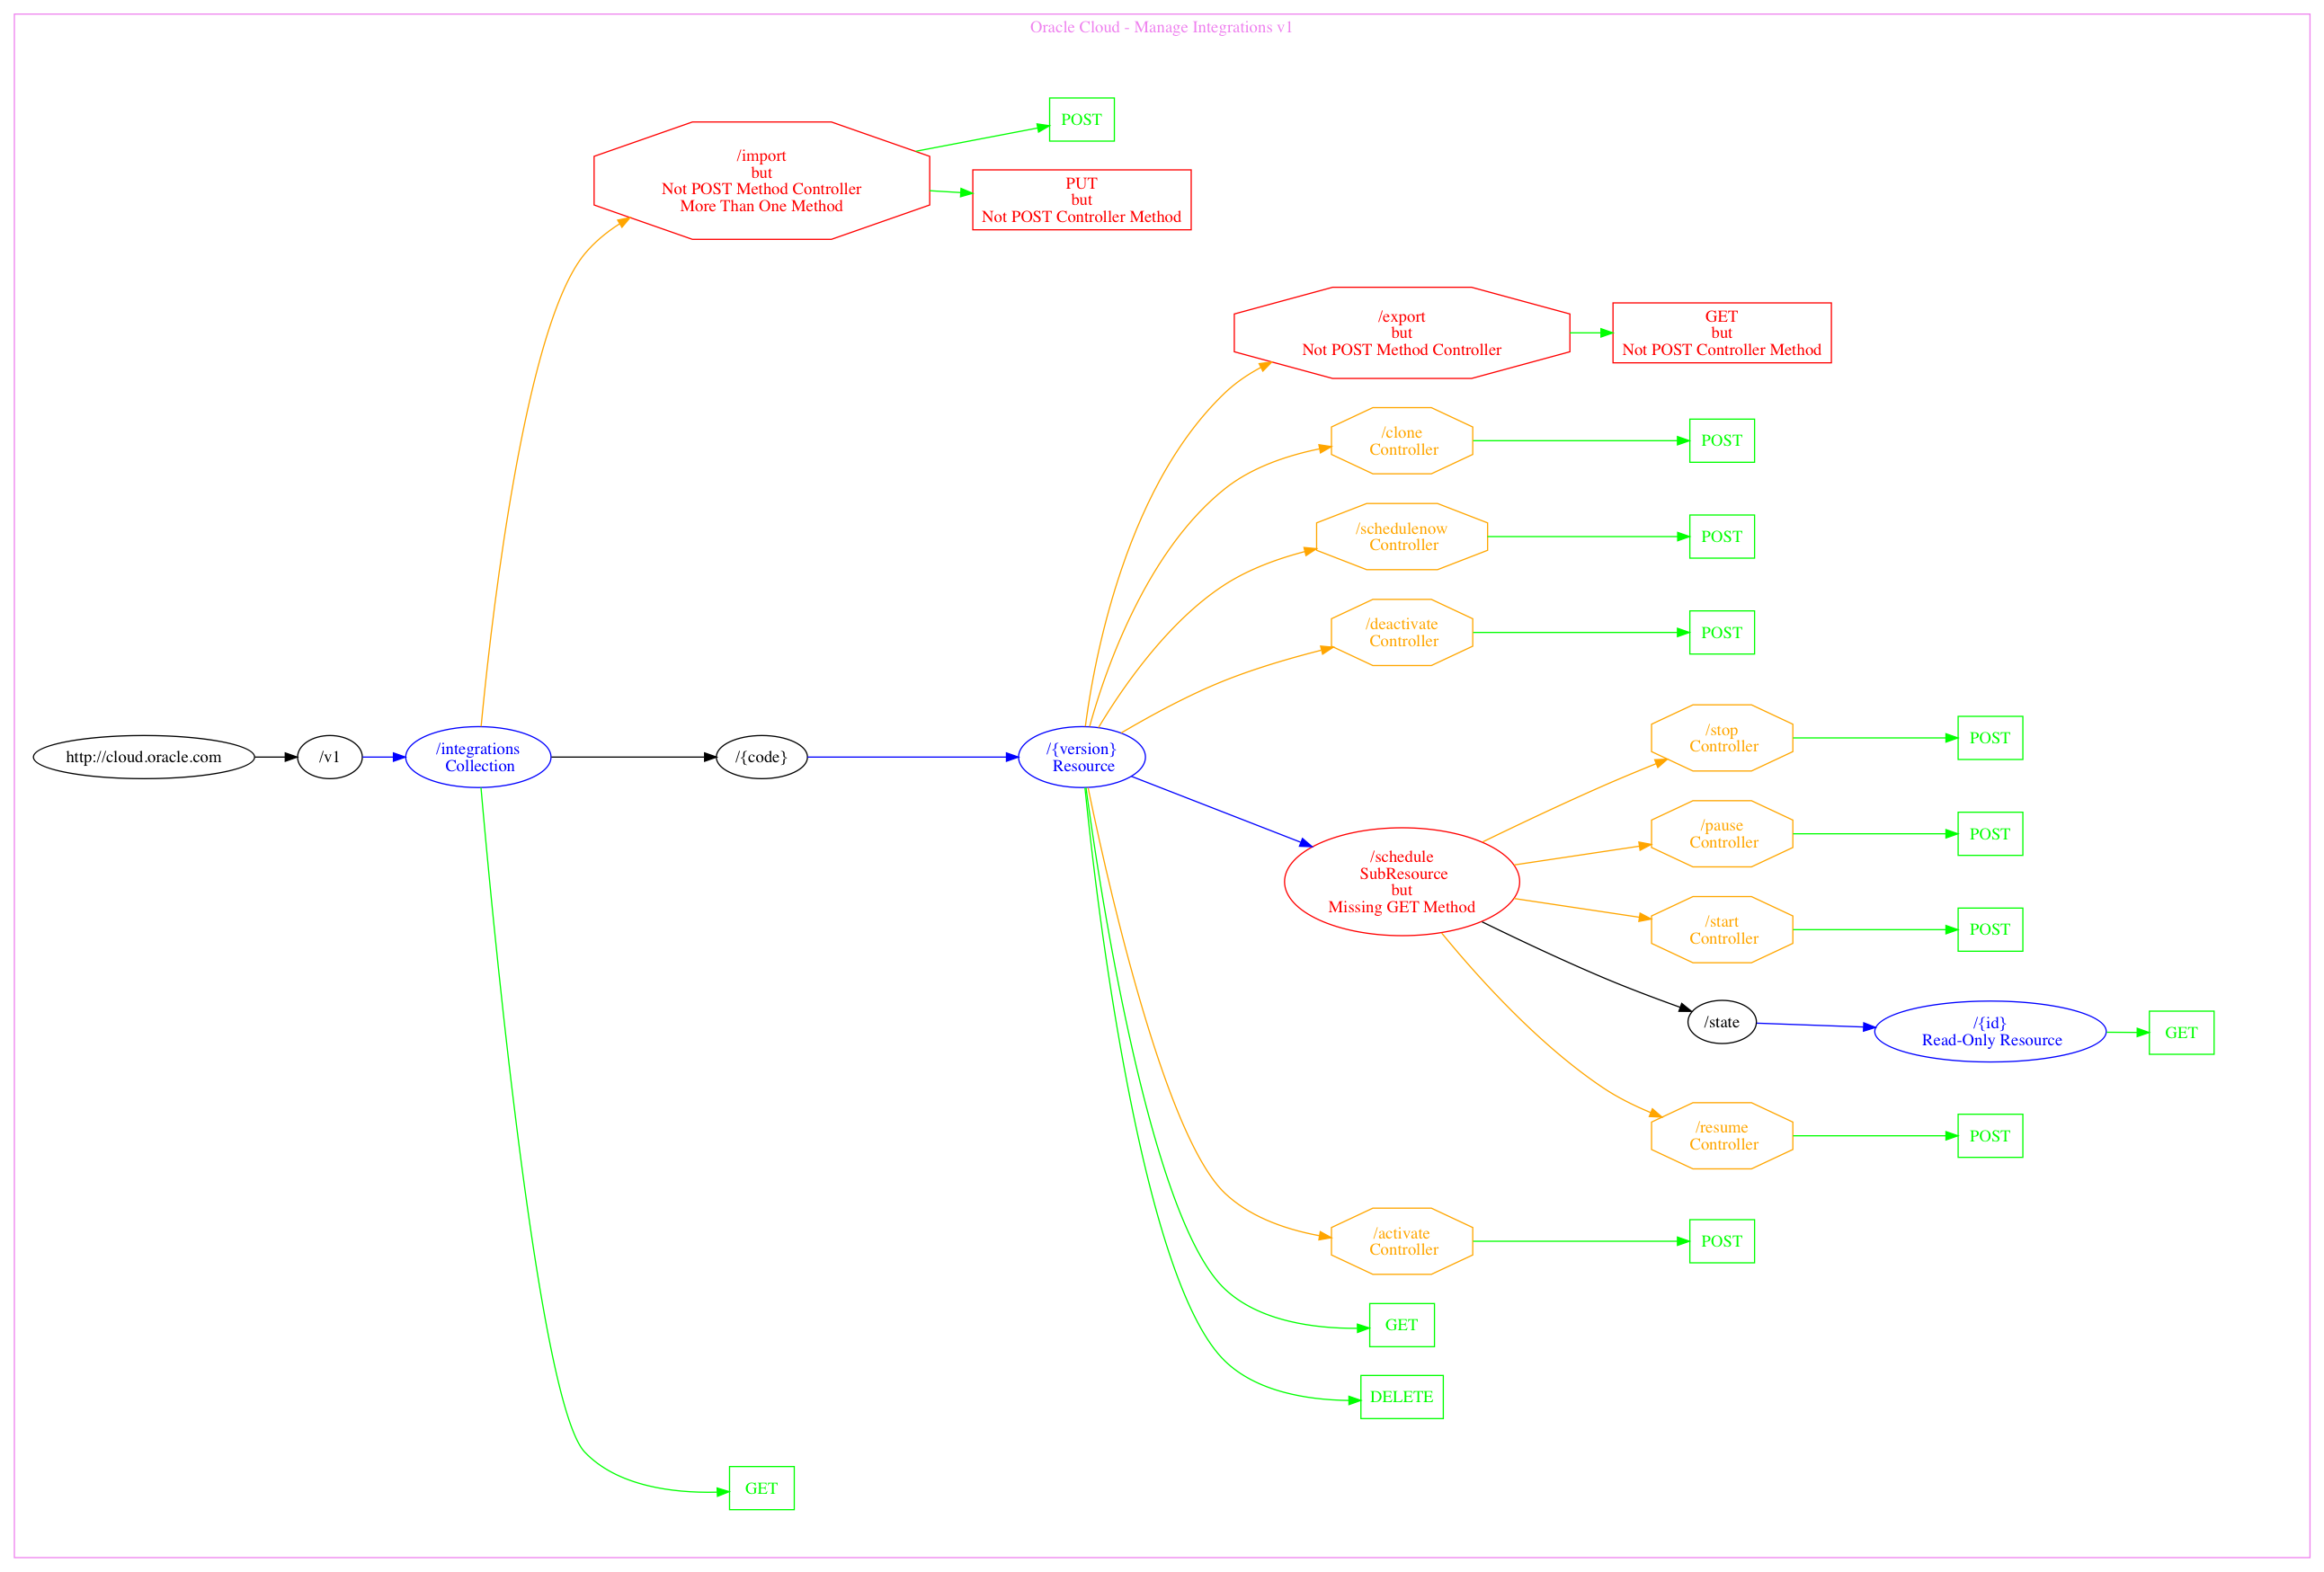 Oracle Cloud - Manage Integrations v1
POST
/import
but
Not POST Method Controller
More Than One Method
PUT
but
Not POST Controller Method
/export
but
Not POST Method Controller
GET
but
Not POST Controller Method
/clone
Controller
POST
/schedulenow
Controller
POST
/deactivate
Controller
POST
http://cloud.oracle.com
/v1
/integrations
Collection
/{code}
/{version}
Resource
/stop
Controller
POST
/pause
Controller
POST
/schedule
SubResource
but
Missing GET Method
/start
Controller
POST
/state
/{id}
Read-Only Resource
GET
/resume
Controller
POST
/activate
Controller
POST
GET
DELETE
GET